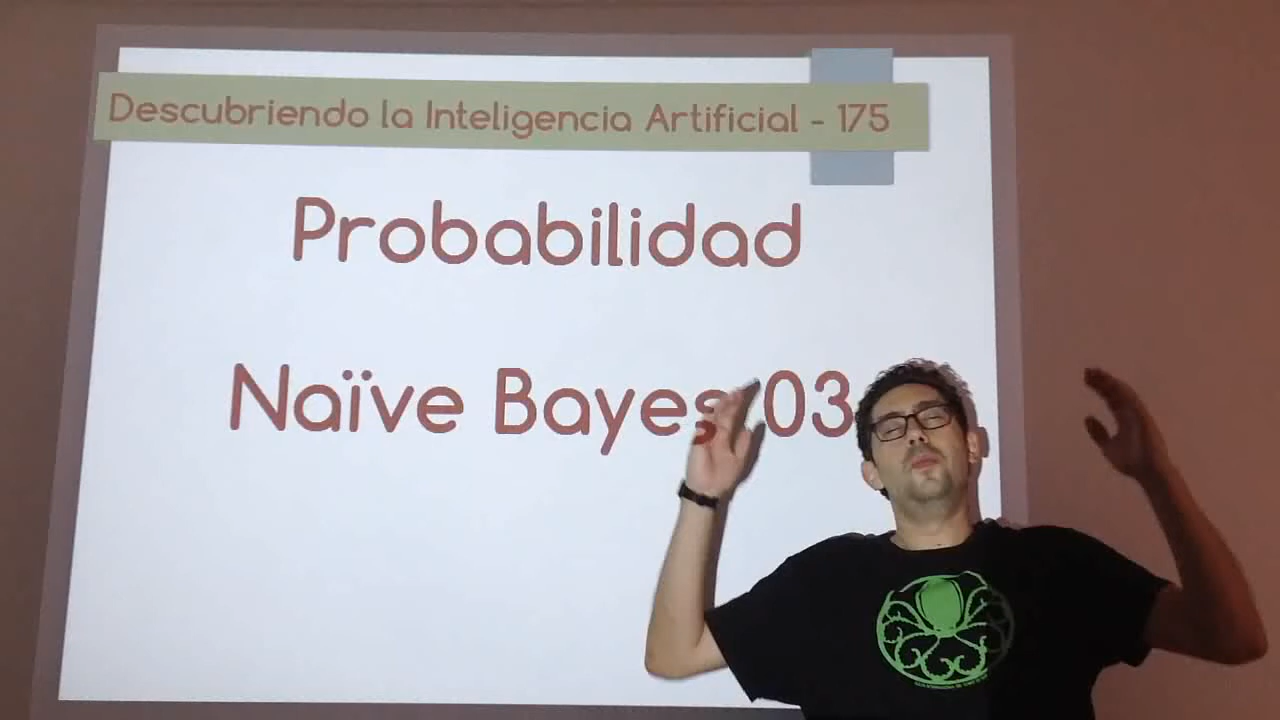 Descubriendo la Inteligencia Artificial - 175
Probabilidad
Naïve Bayes 03